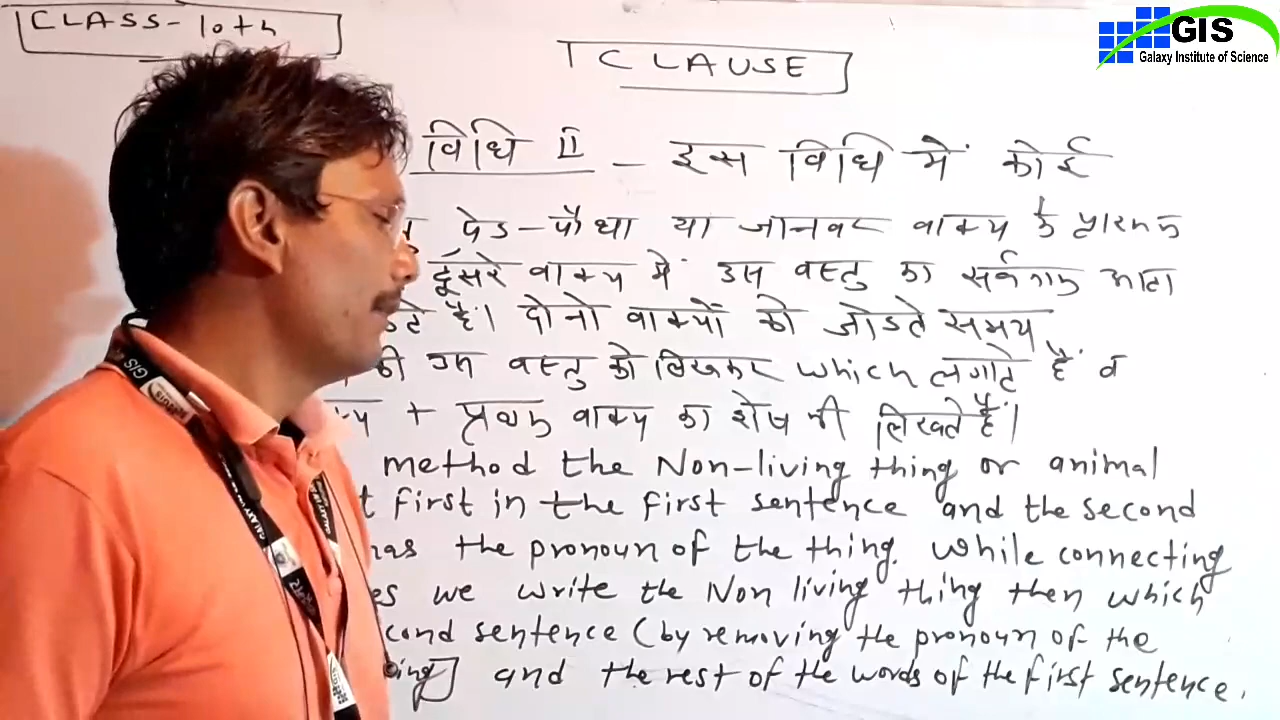 CLASS- 10th
GIS
Galaxy Institute of Science
CLAUSE
विधि II - इस विधि में कोई
पेड-पौधा या जानवर वाक्य के प्रारम्भ
दूसरे वाक्य में उस वस्तु का सर्वनाम आता
हैं। दोनो वाक्यों को जोडते समय
उस वस्तु को लिखकर which लगाते हैं व
+ प्रथम वाक्य का शेष भी लिखते हैं।
method the Non-living thing or animal
first in the first sentence and the second
has the pronoun of the thing. While connecting
we write the Non living thing then which
sentence (by removing the pronoun of the
and the rest of the words of the first sentence.